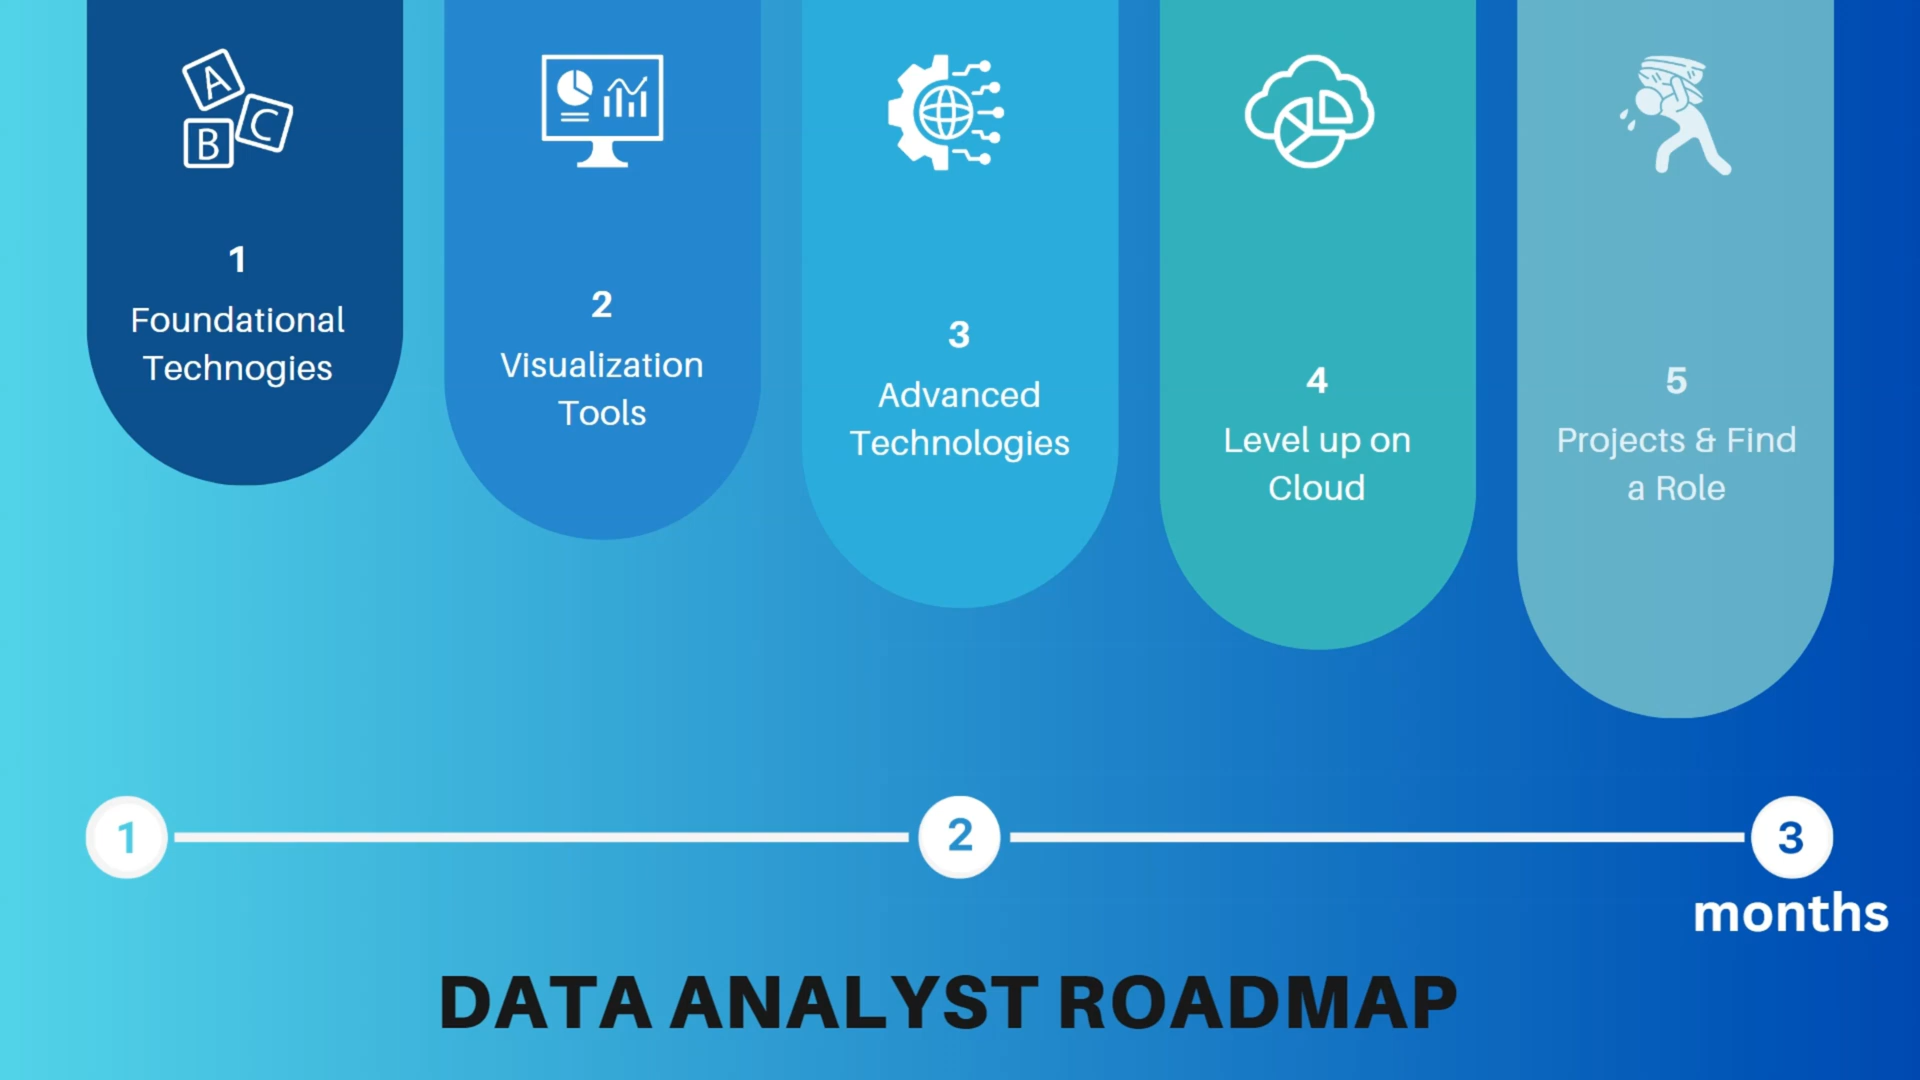 A
B
C
1
Foundational
Technogies
2
Visualization
Tools
3
Advanced
Technologies
4
Level up on
Cloud
5
Projects & Find
a Role
1
2
3
months
DATA ANALYST ROADMAP